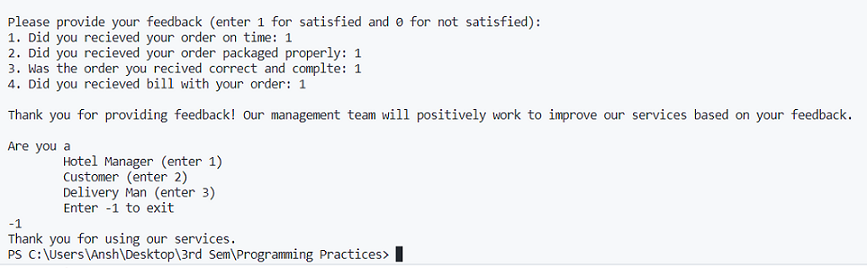 Please provide your feedback (enter 1 for satisfied and 0 for not satisfied):
1. Did you recieved your order on time: 1
2. Did you recieved your order packaged properly: 1
3. Was the order you recived correct and complte: 1
4. Did you recieved bill with your order: 1
Thank you for providing feedback! Our management team will positively work to improve our services based on your feedback.
Are you a
Hotel Manager (enter 1)
Customer (enter 2)
Delivery Man (enter 3)
Enter -1 to exit
-1
Thank you for using our services.
PS C:\Users\Ansh\Desktop\3rd Sem\Programming Practices>